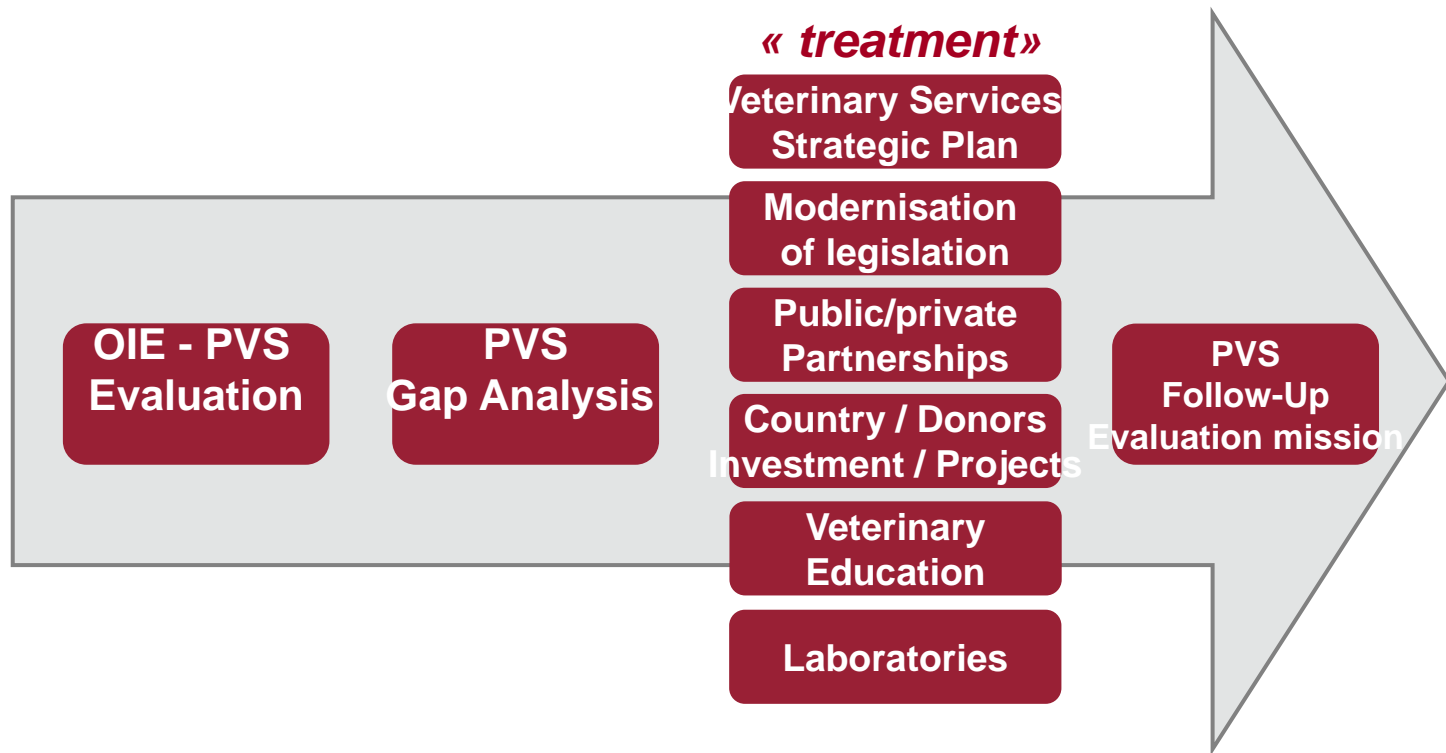 « treatment»
Veterinary Services
Strategic Plan
Modernisation
of legislation
Public/private
Partnerships
Country / Donors
Investment / Projects
Veterinary
Education
Laboratories
OIE - PVS
Evaluation
PVS
Gap Analysis
PVS
Follow-Up
Evaluation mission